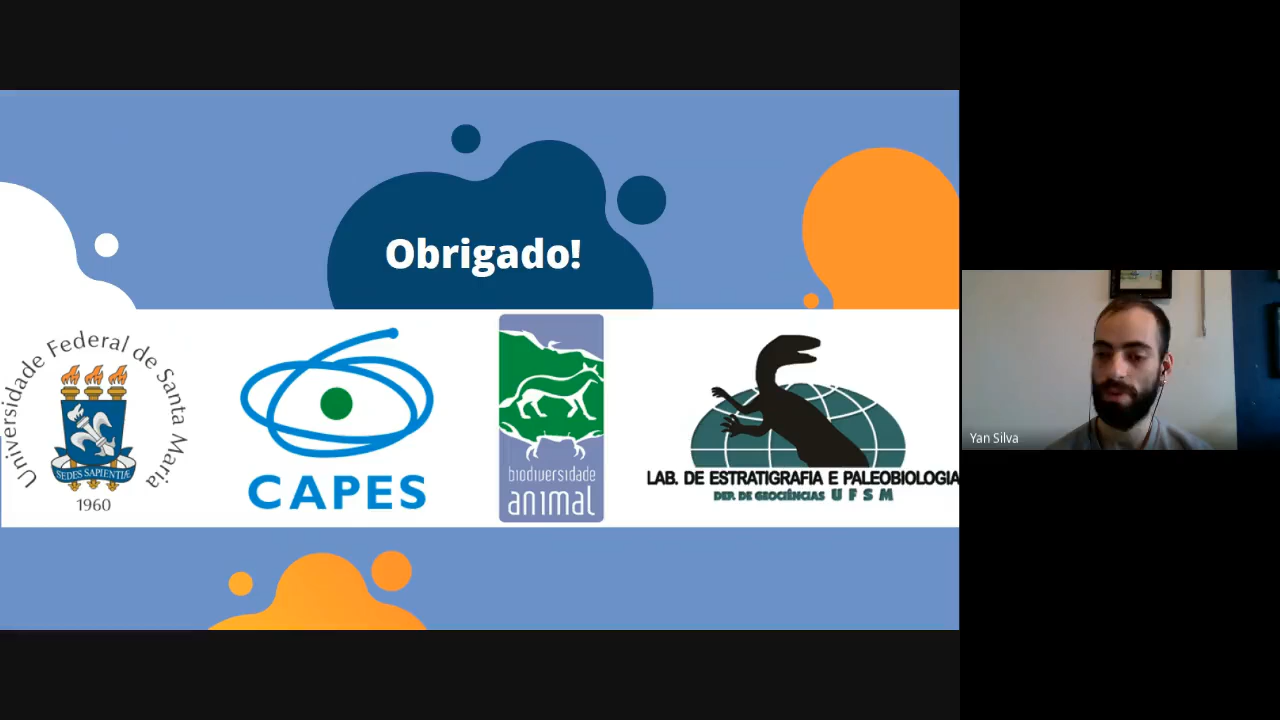 Obrigado!
Universidade Federal de Santa Maria
SEDES SAPIENTIÆ
1960
CAPES
biodiversidade
animal
LAB. DE ESTRATIGRAFIA E PALEOBIOLOGIA
DEP. DE GEOCIÊNCIAS UFSM
Yan Silva